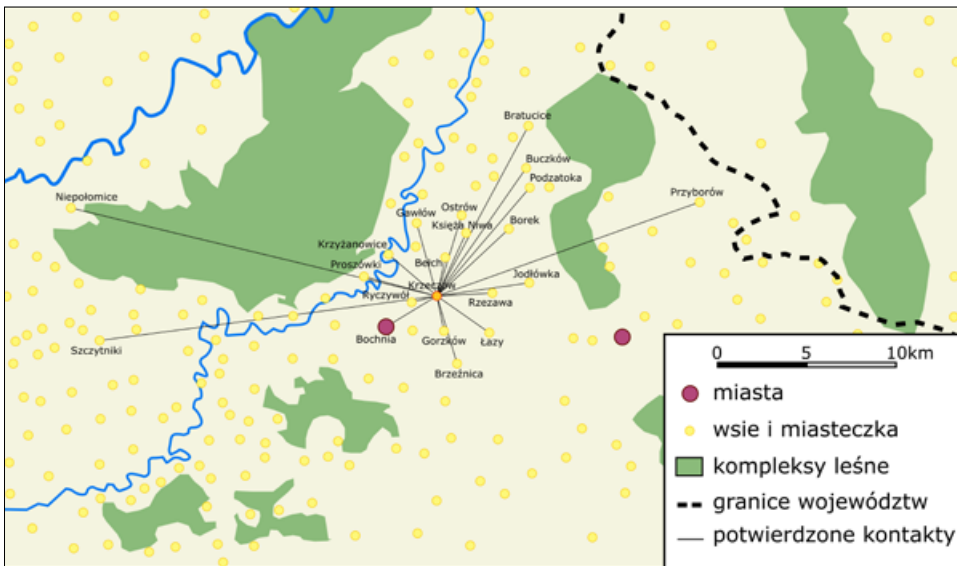 Bratucice
Buczków
Podzatoka
Niepołomice
Przyborów
Ostrów
Gawłów
Księża Niwa
Borek
Krzyżanowice
Bełch
Proszówki
Jodłówka
Krzeczów
Ryczywół
Rzezawa
Bochnia
Gorzków
Łazy
Szczytniki
Brzeźnica
0 5 10km
miasta
wsie i miasteczka
kompleksy leśne
granice województw
potwierdzone kontakty